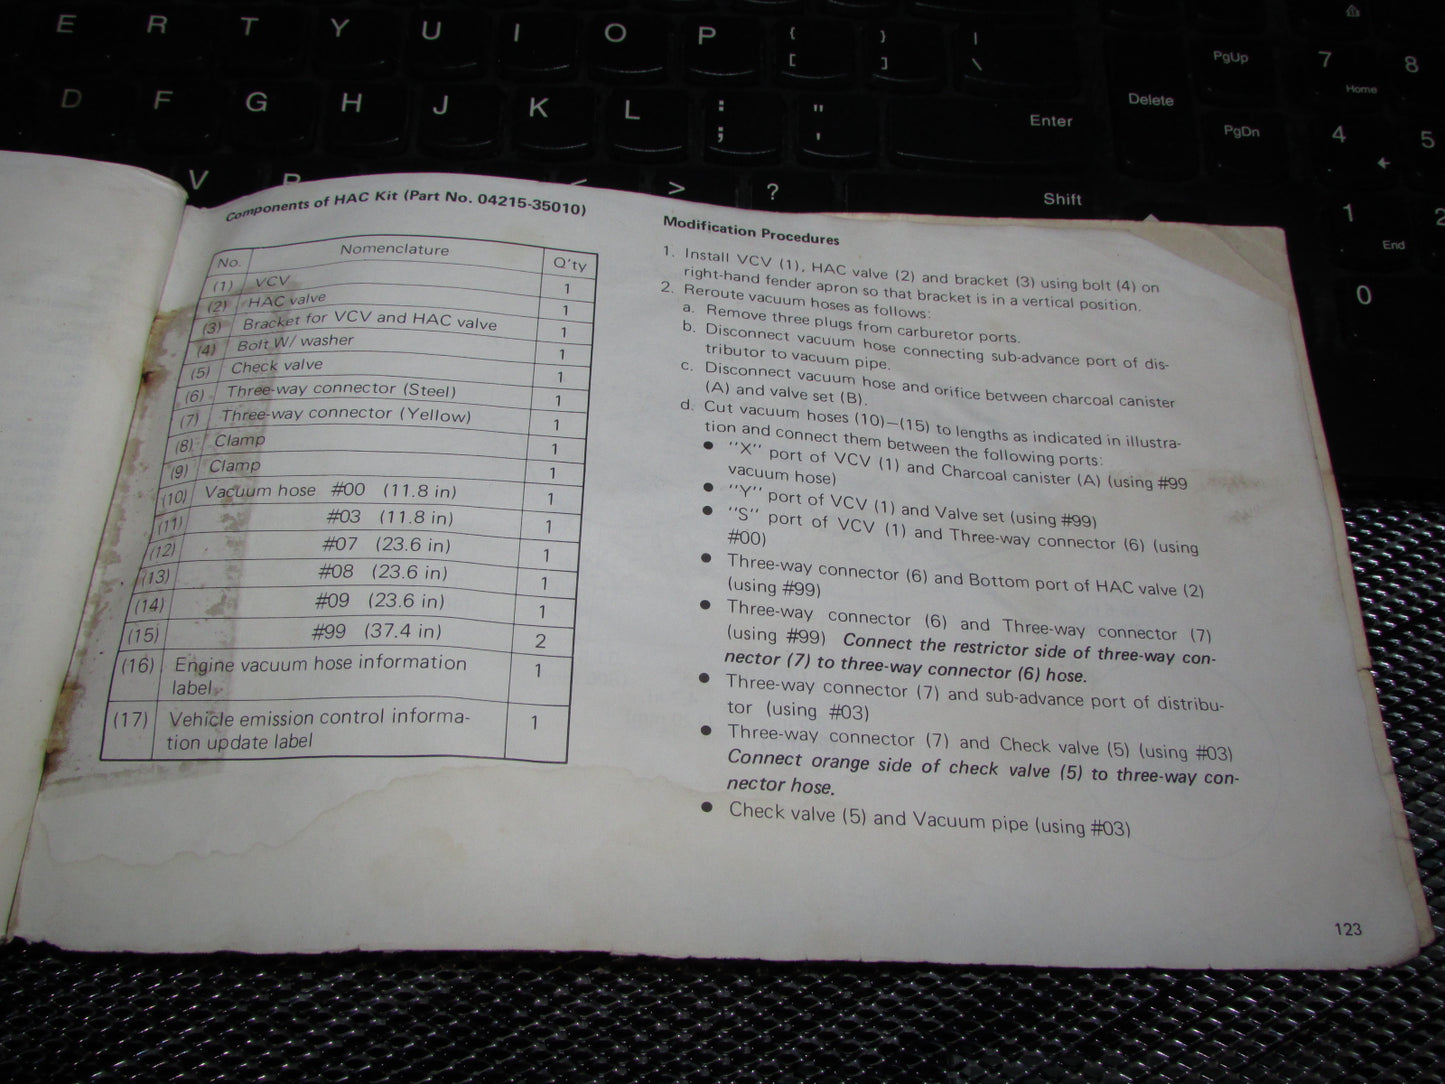 E R T Y U I O P { [ } ] | \ PgUp 7 Home 8
D F G H J K L : ; " ' Enter Delete PgDn 4 5
V B < > ? Shift 1 End 2
0
Components of HAC Kit (Part No. 04215-35010)
No. Nomenclature Q'ty
(1) VCV 1
(2) HAC valve 1
(3) Bracket for VCV and HAC valve 1
(4) Bolt W/ washer 1
(5) Check valve 1
(6) Three-way connector (Steel) 1
(7) Three-way connector (Yellow) 1
(8) Clamp 1
(9) Clamp 1
(10) Vacuum hose #00 (11.8 in) 1
(11) #03 (11.8 in) 1
(12) #07 (23.6 in) 1
(13) #08 (23.6 in) 1
(14) #09 (23.6 in) 1
(15) #99 (37.4 in) 2
(16) Engine vacuum hose information 1
label
(17) Vehicle emission control informa- 1
tion update label
Modification Procedures
1. Install VCV (1), HAC valve (2) and bracket (3) using bolt (4) on
right-hand fender apron so that bracket is in a vertical position.
2. Reroute vacuum hoses as follows:
a. Remove three plugs from carburetor ports.
b. Disconnect vacuum hose connecting sub-advance port of dis-
tributor to vacuum pipe.
c. Disconnect vacuum hose and orifice between charcoal canister
(A) and valve set (B).
d. Cut vacuum hoses (10)—(15) to lengths as indicated in illustra-
tion and connect them between the following ports:
● "X" port of VCV (1) and Charcoal canister (A) (using #99
vacuum hose)
● "Y" port of VCV (1) and Valve set (using #99)
● "S" port of VCV (1) and Three-way connector (6) (using
#00)
● Three-way connector (6) and Bottom port of HAC valve (2)
(using #99)
● Three-way connector (6) and Three-way connector (7)
(using #99) Connect the restrictor side of three-way con-
nector (7) to three-way connector (6) hose.
● Three-way connector (7) and sub-advance port of distribu-
tor (using #03)
● Three-way connector (7) and Check valve (5) (using #03)
Connect orange side of check valve (5) to three-way con-
nector hose.
● Check valve (5) and Vacuum pipe (using #03)
123